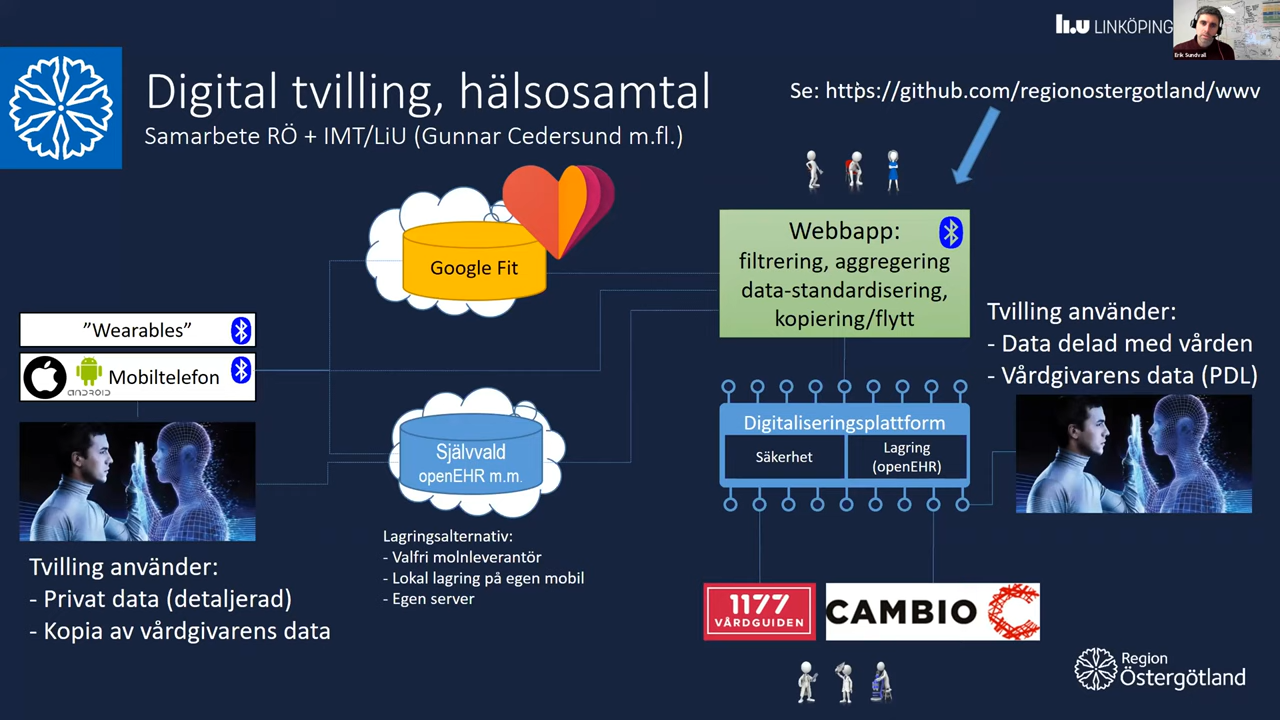 li.u LINKÖPING
Erik Sundvall
Digital tvilling, hälsosamtal
Samarbete RÖ + IMT/LiU (Gunnar Cedersund m.fl.)
Se: https://github.com/regionostergotland/wwv
Google Fit
Webbapp:
filtrering, aggregering
data-standardisering,
kopiering/flytt
”Wearables”
ANDROID
Mobiltelefon
Tvilling använder:
- Data delad med vården
- Vårdgivarens data (PDL)
Självvald
openEHR m.m.
Digitaliseringsplattform
Säkerhet
Lagring
(openEHR)
Lagringsalternativ:
- Valfri molnleverantör
- Lokal lagring på egen mobil
- Egen server
Tvilling använder:
- Privat data (detaljerad)
- Kopia av vårdgivarens data
1177
VÅRDGUIDEN
CAMBIO
Region
Östergötland